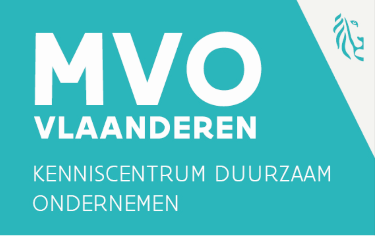 MVO
VLAANDEREN
KENNISCENTRUM DUURZAAM
ONDERNEMEN